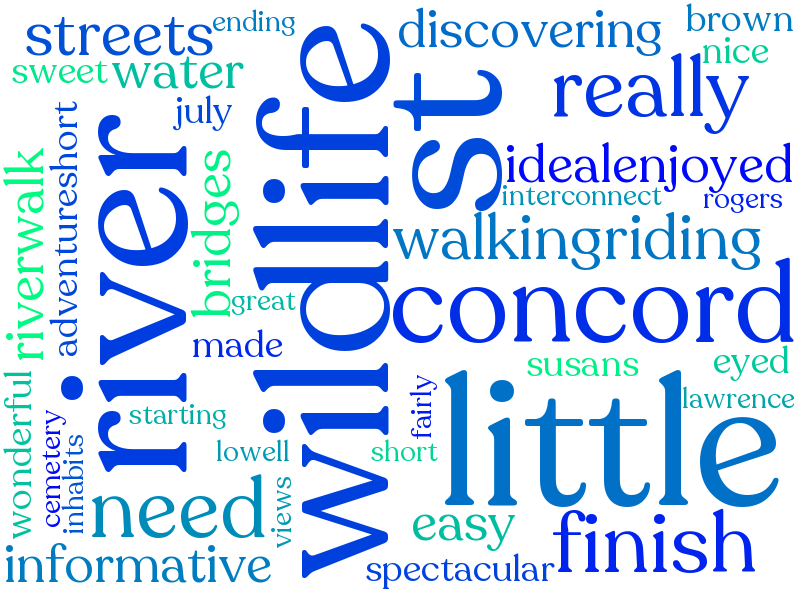 streets
ending
discovering
brown
sweet
water
nice
july
really
river
wildlife
st
adventureshort
riverwalk
bridges
idealenjoyed
interconnect
rogers
walkingriding
great
concord
made
susans
eyed
little
lawrence
wonderful
starting
fairly
cemetery
inhabits
lowell
short
need
views
easy
finish
informative
spectacular